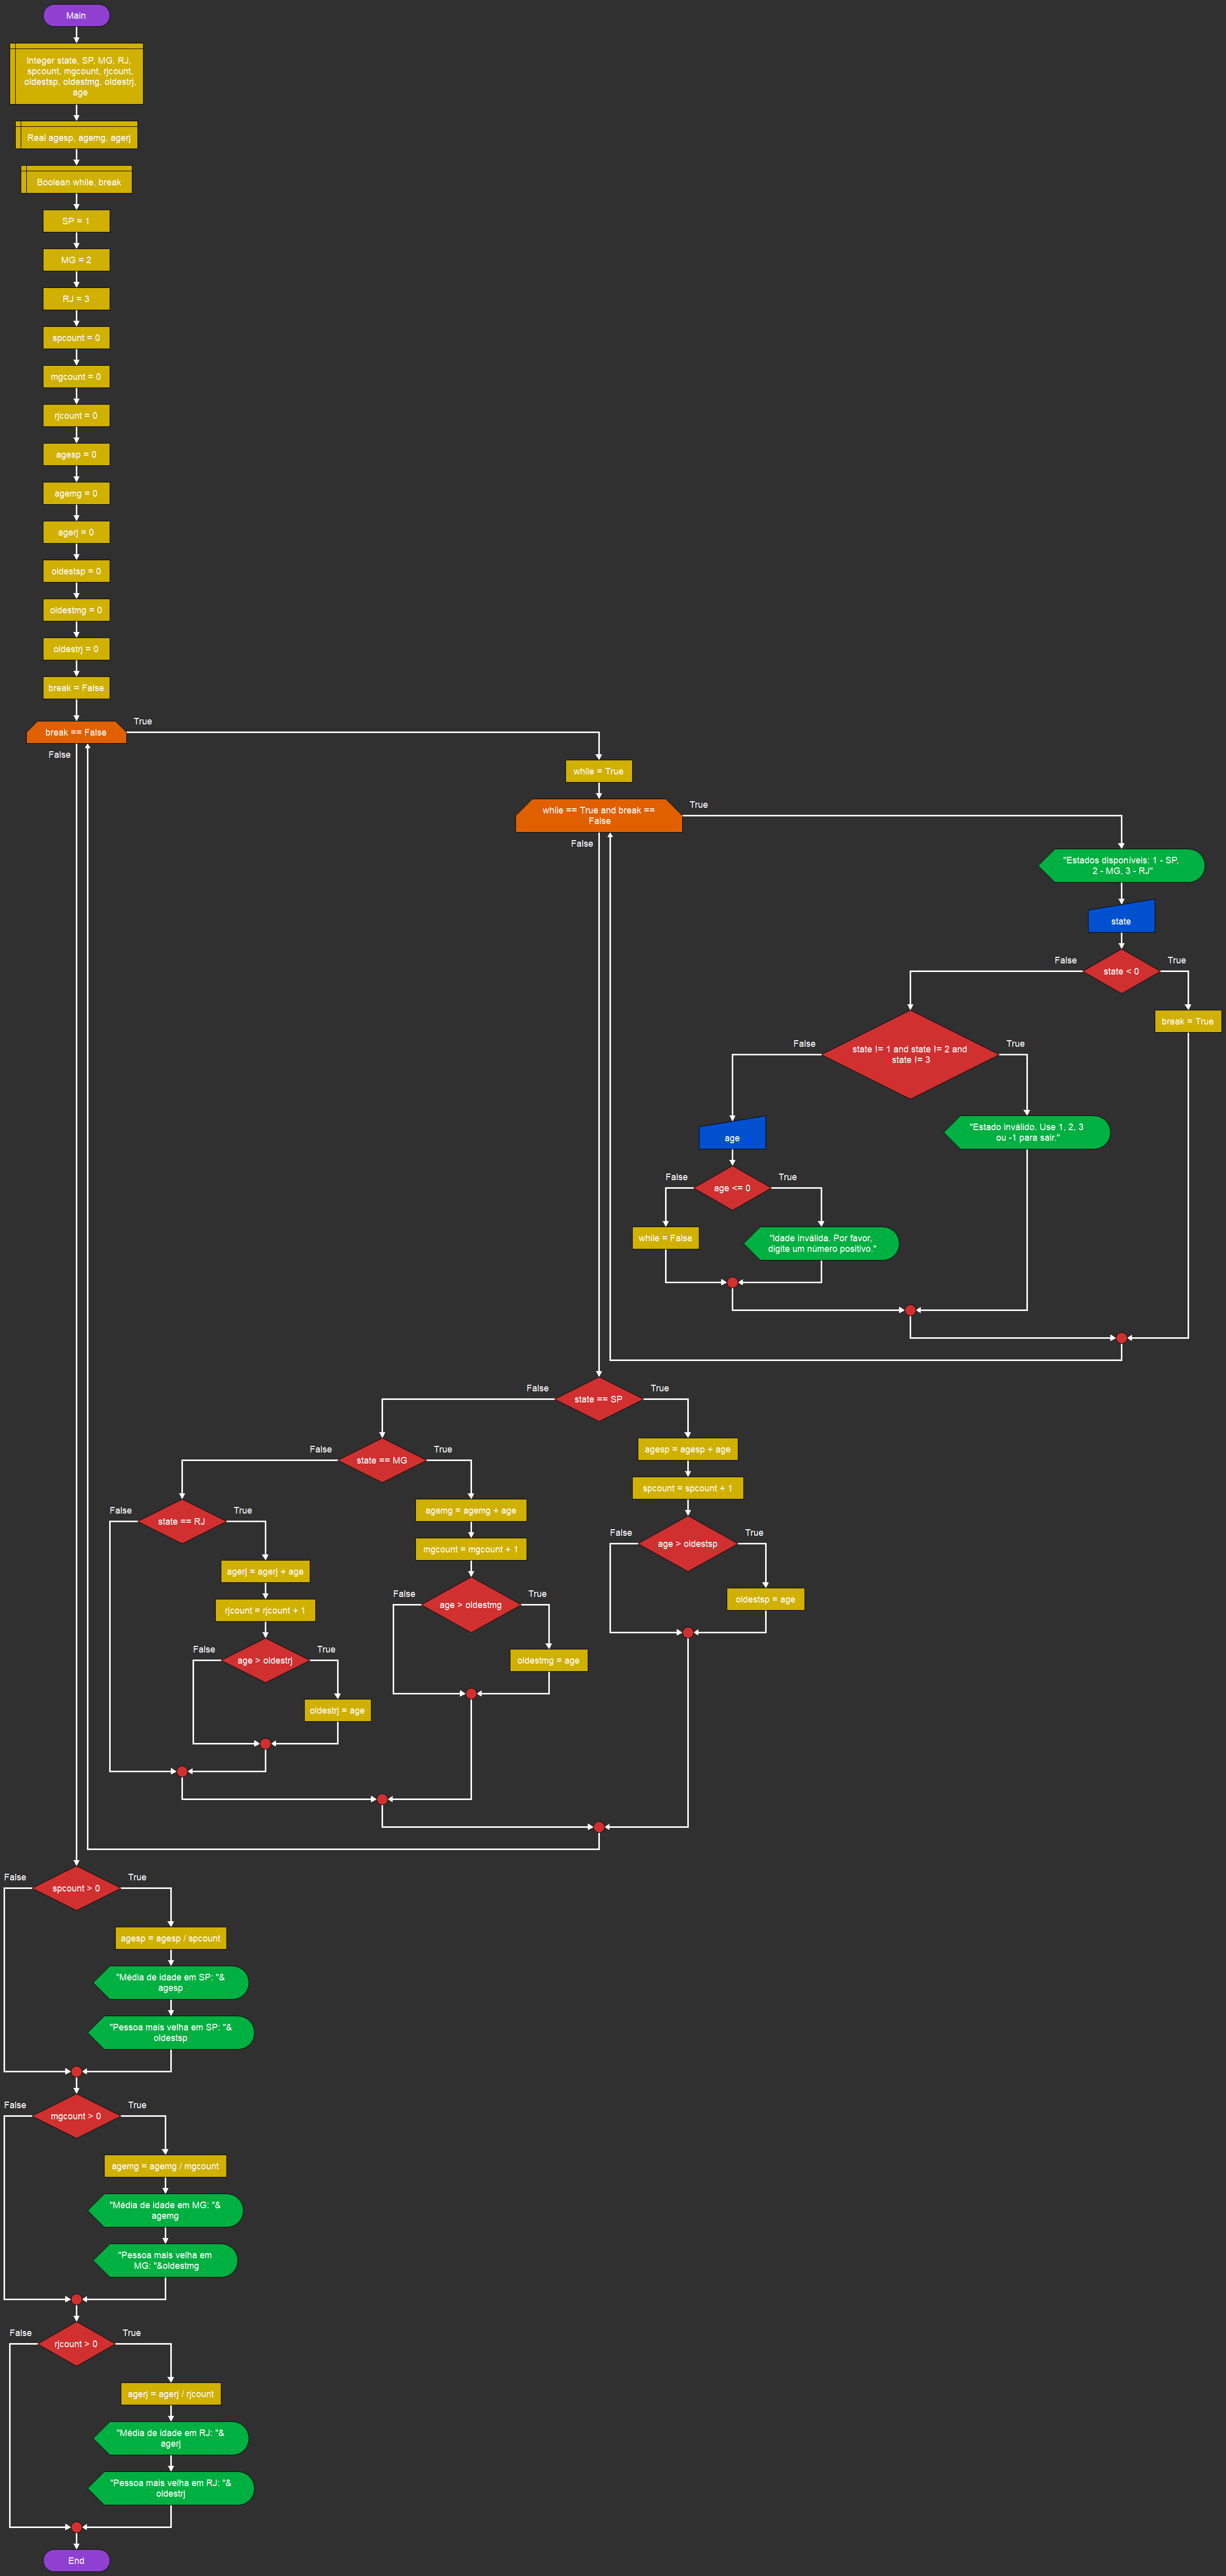 Main
Integer state, SP, MG, RJ,
spcount, mgcount, rjcount,
oldestsp, oldestmg, oldestrj,
age
Real agesp, agemg, agerj
Boolean while, break
SP = 1
MG = 2
RJ = 3
spcount = 0
mgcount = 0
rjcount = 0
agesp = 0
agemg = 0
agerj = 0
oldestsp = 0
oldestmg = 0
oldestrj = 0
break = False
break == False
True
False
while = True
while == True and break ==
False
True
False
"Estados disponíveis: 1 - SP,
2 - MG, 3 - RJ"
state
state < 0
False
True
break = True
state != 1 and state != 2 and
state != 3
False
True
"Estado inválido. Use 1, 2, 3
ou -1 para sair."
age
age <= 0
False
True
while = False
"Idade inválida. Por favor,
digite um número positivo."
state == SP
False
True
agesp = agesp + age
spcount = spcount + 1
age > oldestsp
False
True
oldestsp = age
state == MG
False
True
agemg = agemg + age
mgcount = mgcount + 1
age > oldestmg
False
True
oldestmg = age
state == RJ
False
True
agerj = agerj + age
rjcount = rjcount + 1
age > oldestrj
False
True
oldestrj = age
spcount > 0
False
True
agesp = agesp / spcount
"Média de idade em SP: "&
agesp
"Pessoa mais velha em SP: "&
oldestsp
mgcount > 0
False
True
agemg = agemg / mgcount
"Média de idade em MG: "&
agemg
"Pessoa mais velha em
MG: "&oldestmg
rjcount > 0
False
True
agerj = agerj / rjcount
"Média de idade em RJ: "&
agerj
"Pessoa mais velha em RJ: "&
oldestrj
End